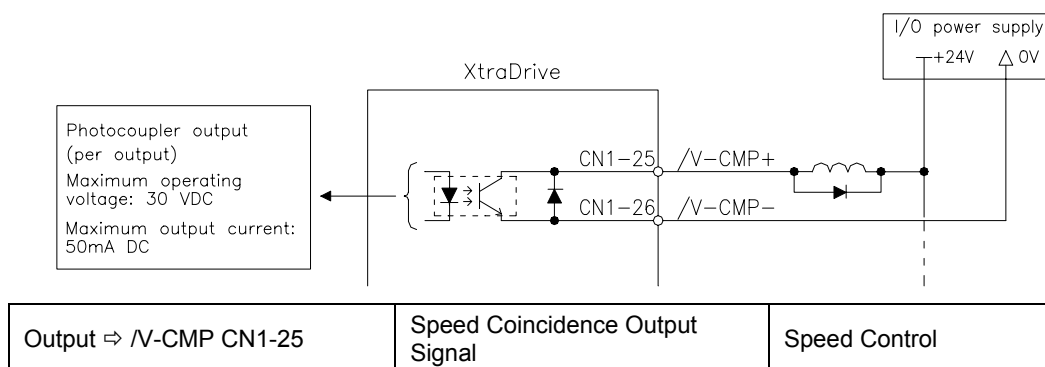 I/O power supply
+24V
0V
XtraDrive
Photocoupler output
(per output)
Maximum operating
voltage: 30 VDC
Maximum output current:
50mA DC
CN1-25
/V-CMP+
CN1-26
/V-CMP-
Output ⇨ /V-CMP CN1-25
Speed Coincidence Output
Signal
Speed Control